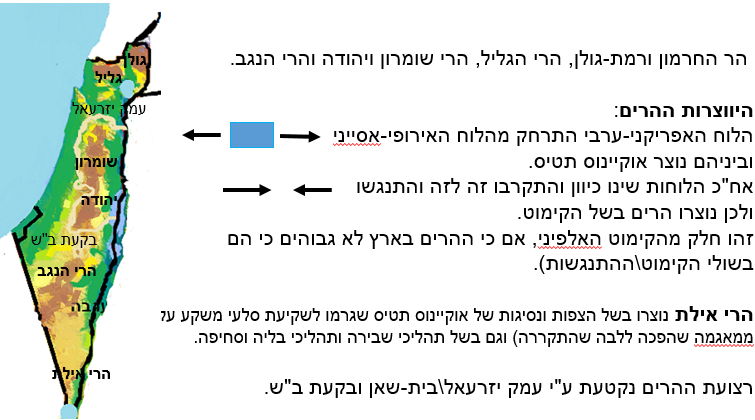 הר החרמון ורמת-גולן, הרי הגליל, הרי שומרון ויהודה והרי הנגב.
היווצרות ההרים:
הלוח האפריקני-ערבי התרחק מהלוח האירופי-אסייני
וביניהם נוצר אוקיינוס תטיס.
אח"כ הלוחות שינו כיוון והתקרבו זה לזה והתנגשו
ולכן נוצרו הרים בשל הקימוט.
זהו חלק מהקימוט האלפיני, אם כי ההרים בארץ לא גבוהים כי הם
בשולי הקימוט\ההתנגשות).
הרי אילת נוצרו בשל הצפות ונסיגות של אוקיינוס תטיס שגרמו לשקיעת סלעי משקע על
ממאגמה שהפכה ללבה שהתקררה) וגם בשל תהליכי שבירה ותהליכי בליה וסחיפה.
רצועת ההרים נקטעת ע"י עמק יזרעאל\בית-שאן ובקעת ב"ש.
גולן
גליל
עמק יזרעאל
שומרון
יהודה
בקעת ב"ש
הרי הנגב
ערבה
הרי אילת